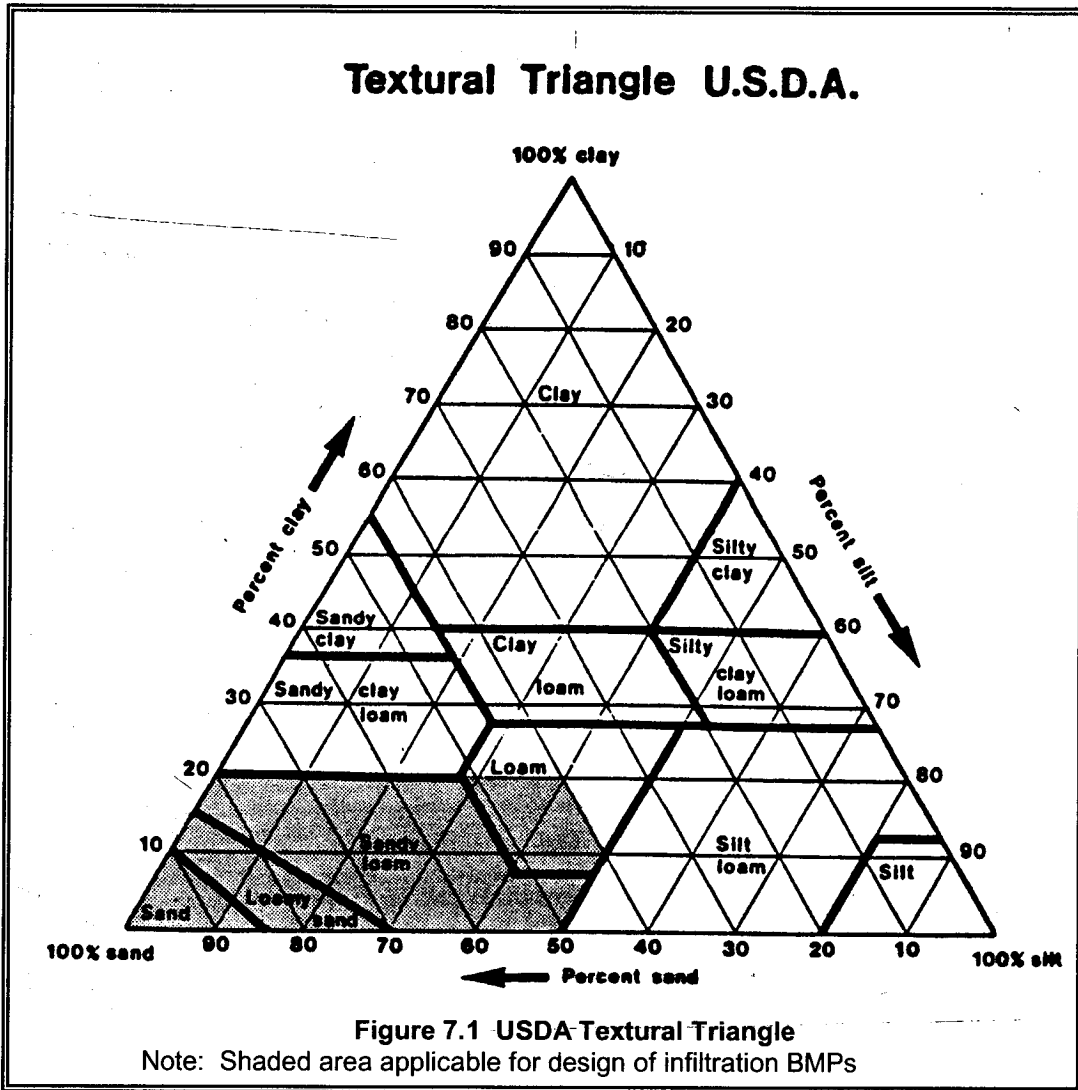 Textural Triangle U.S.D.A.
100% clay
90 10
80 20
70 Clay 30
60 40
Percent clay
Percent silt
50 Silty clay 50
40 Sandy clay Clay loam Silty clay loam 60
30 Sandy clay loam 70
20 Loam 80
10 Sandy loam Silt loam Silt 90
Sand Loamy sand
100% sand 90 80 70 60 50 40 30 20 10 100% silt
Percent sand
Figure 7.1 USDA Textural Triangle
Note: Shaded area applicable for design of infiltration BMPs